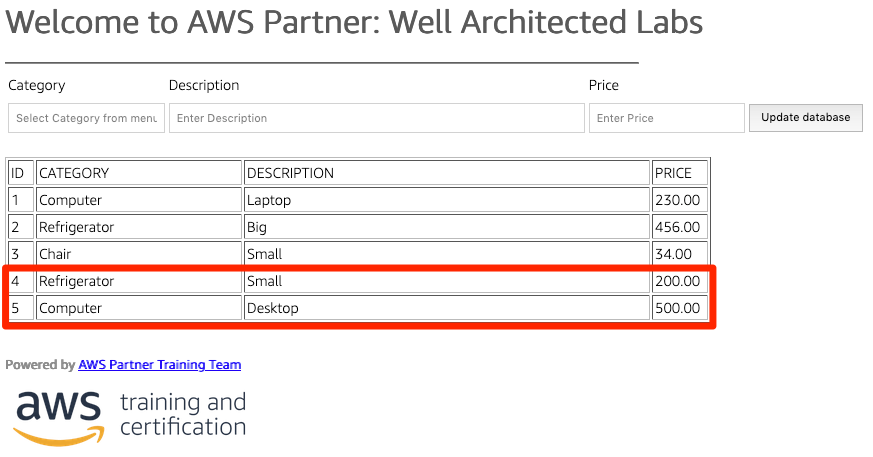 Welcome to AWS Partner: Well Architected Labs
Category Description Price
Select Category from menu Enter Description Enter Price Update database
ID CATEGORY DESCRIPTION PRICE
1 Computer Laptop 230.00
2 Refrigerator Big 456.00
3 Chair Small 34.00
4 Refrigerator Small 200.00
5 Computer Desktop 500.00
Powered by AWS Partner Training Team
aws training and
certification